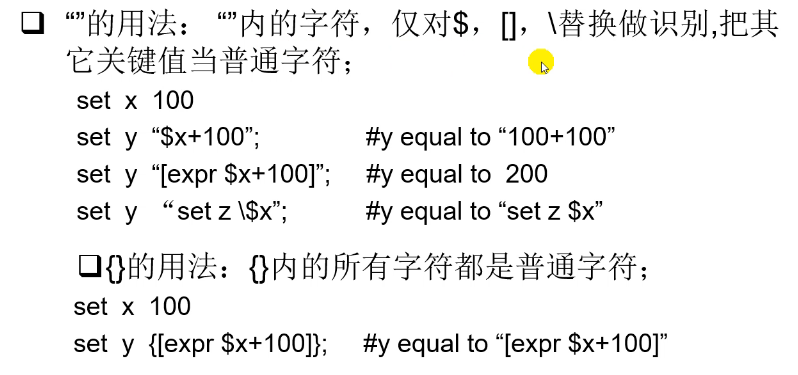 ❑ “”的用法： “”内的字符，仅对$，[]，\替换做识别,把其
它关键值当普通字符；
set x 100
set y “$x+100”; #y equal to “100+100”
set y “[expr $x+100]”; #y equal to 200
set y “set z \$x”; #y equal to “set z $x”
❑{}的用法：{}内的所有字符都是普通字符；
set x 100
set y {[expr $x+100]}; #y equal to “[expr $x+100]”